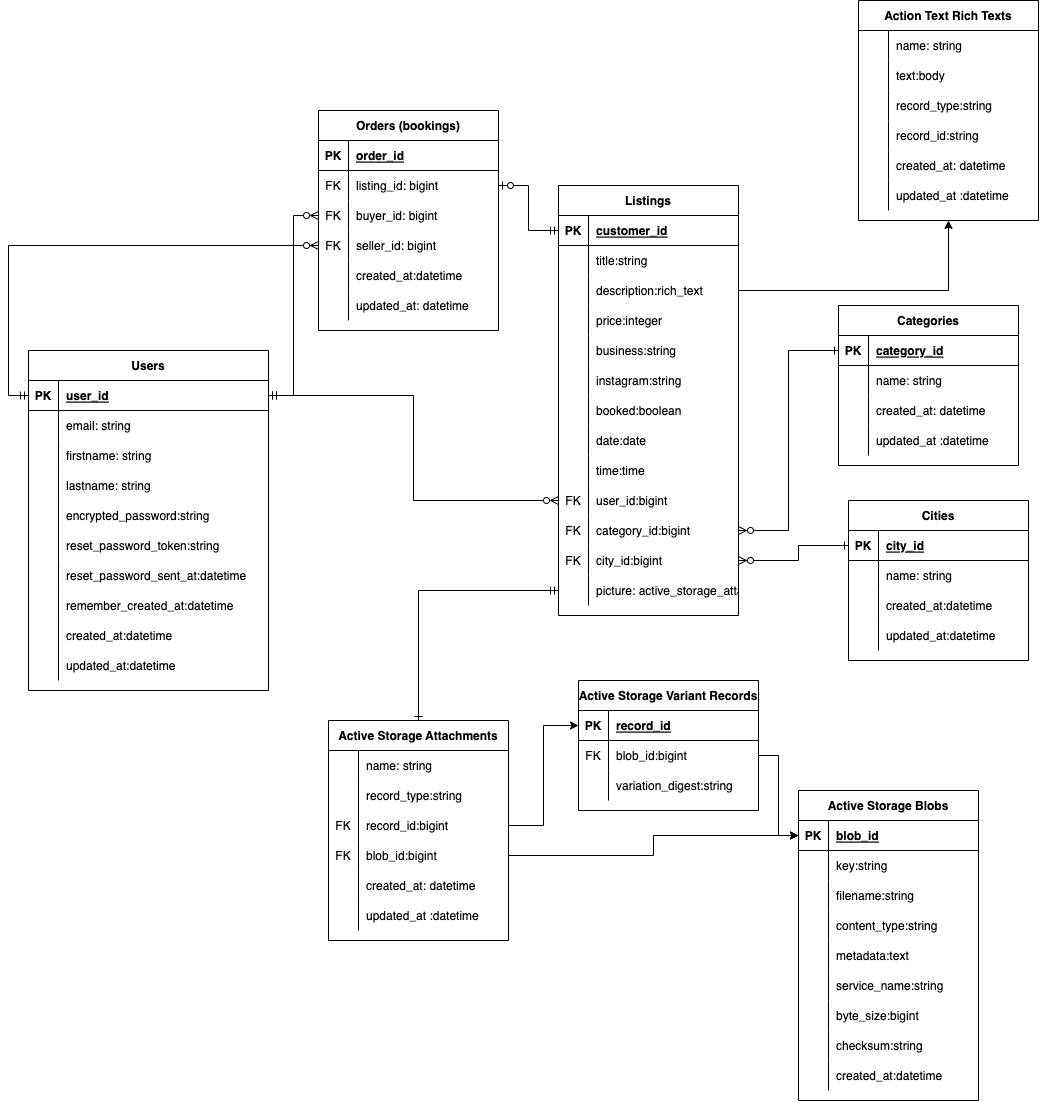 Action Text Rich Texts
name: string
text:body
record_type:string
record_id:string
created_at: datetime
updated_at :datetime
Orders (bookings)
PK order_id
FK listing_id: bigint
FK buyer_id: bigint
FK seller_id: bigint
created_at:datetime
updated_at: datetime
Listings
PK customer_id
title:string
description:rich_text
price:integer
business:string
instagram:string
booked:boolean
date:date
time:time
FK user_id:bigint
FK category_id:bigint
FK city_id:bigint
picture: active_storage_att
Categories
PK category_id
name: string
created_at: datetime
updated_at :datetime
Users
PK user_id
email: string
firstname: string
lastname: string
encrypted_password:string
reset_password_token:string
reset_password_sent_at:datetime
remember_created_at:datetime
created_at:datetime
updated_at:datetime
Cities
PK city_id
name: string
created_at:datetime
updated_at:datetime
Active Storage Variant Records
PK record_id
FK blob_id:bigint
variation_digest:string
Active Storage Attachments
name: string
record_type:string
FK record_id:bigint
FK blob_id:bigint
created_at: datetime
updated_at :datetime
Active Storage Blobs
PK blob_id
key:string
filename:string
content_type:string
metadata:text
service_name:string
byte_size:bigint
checksum:string
created_at:datetime